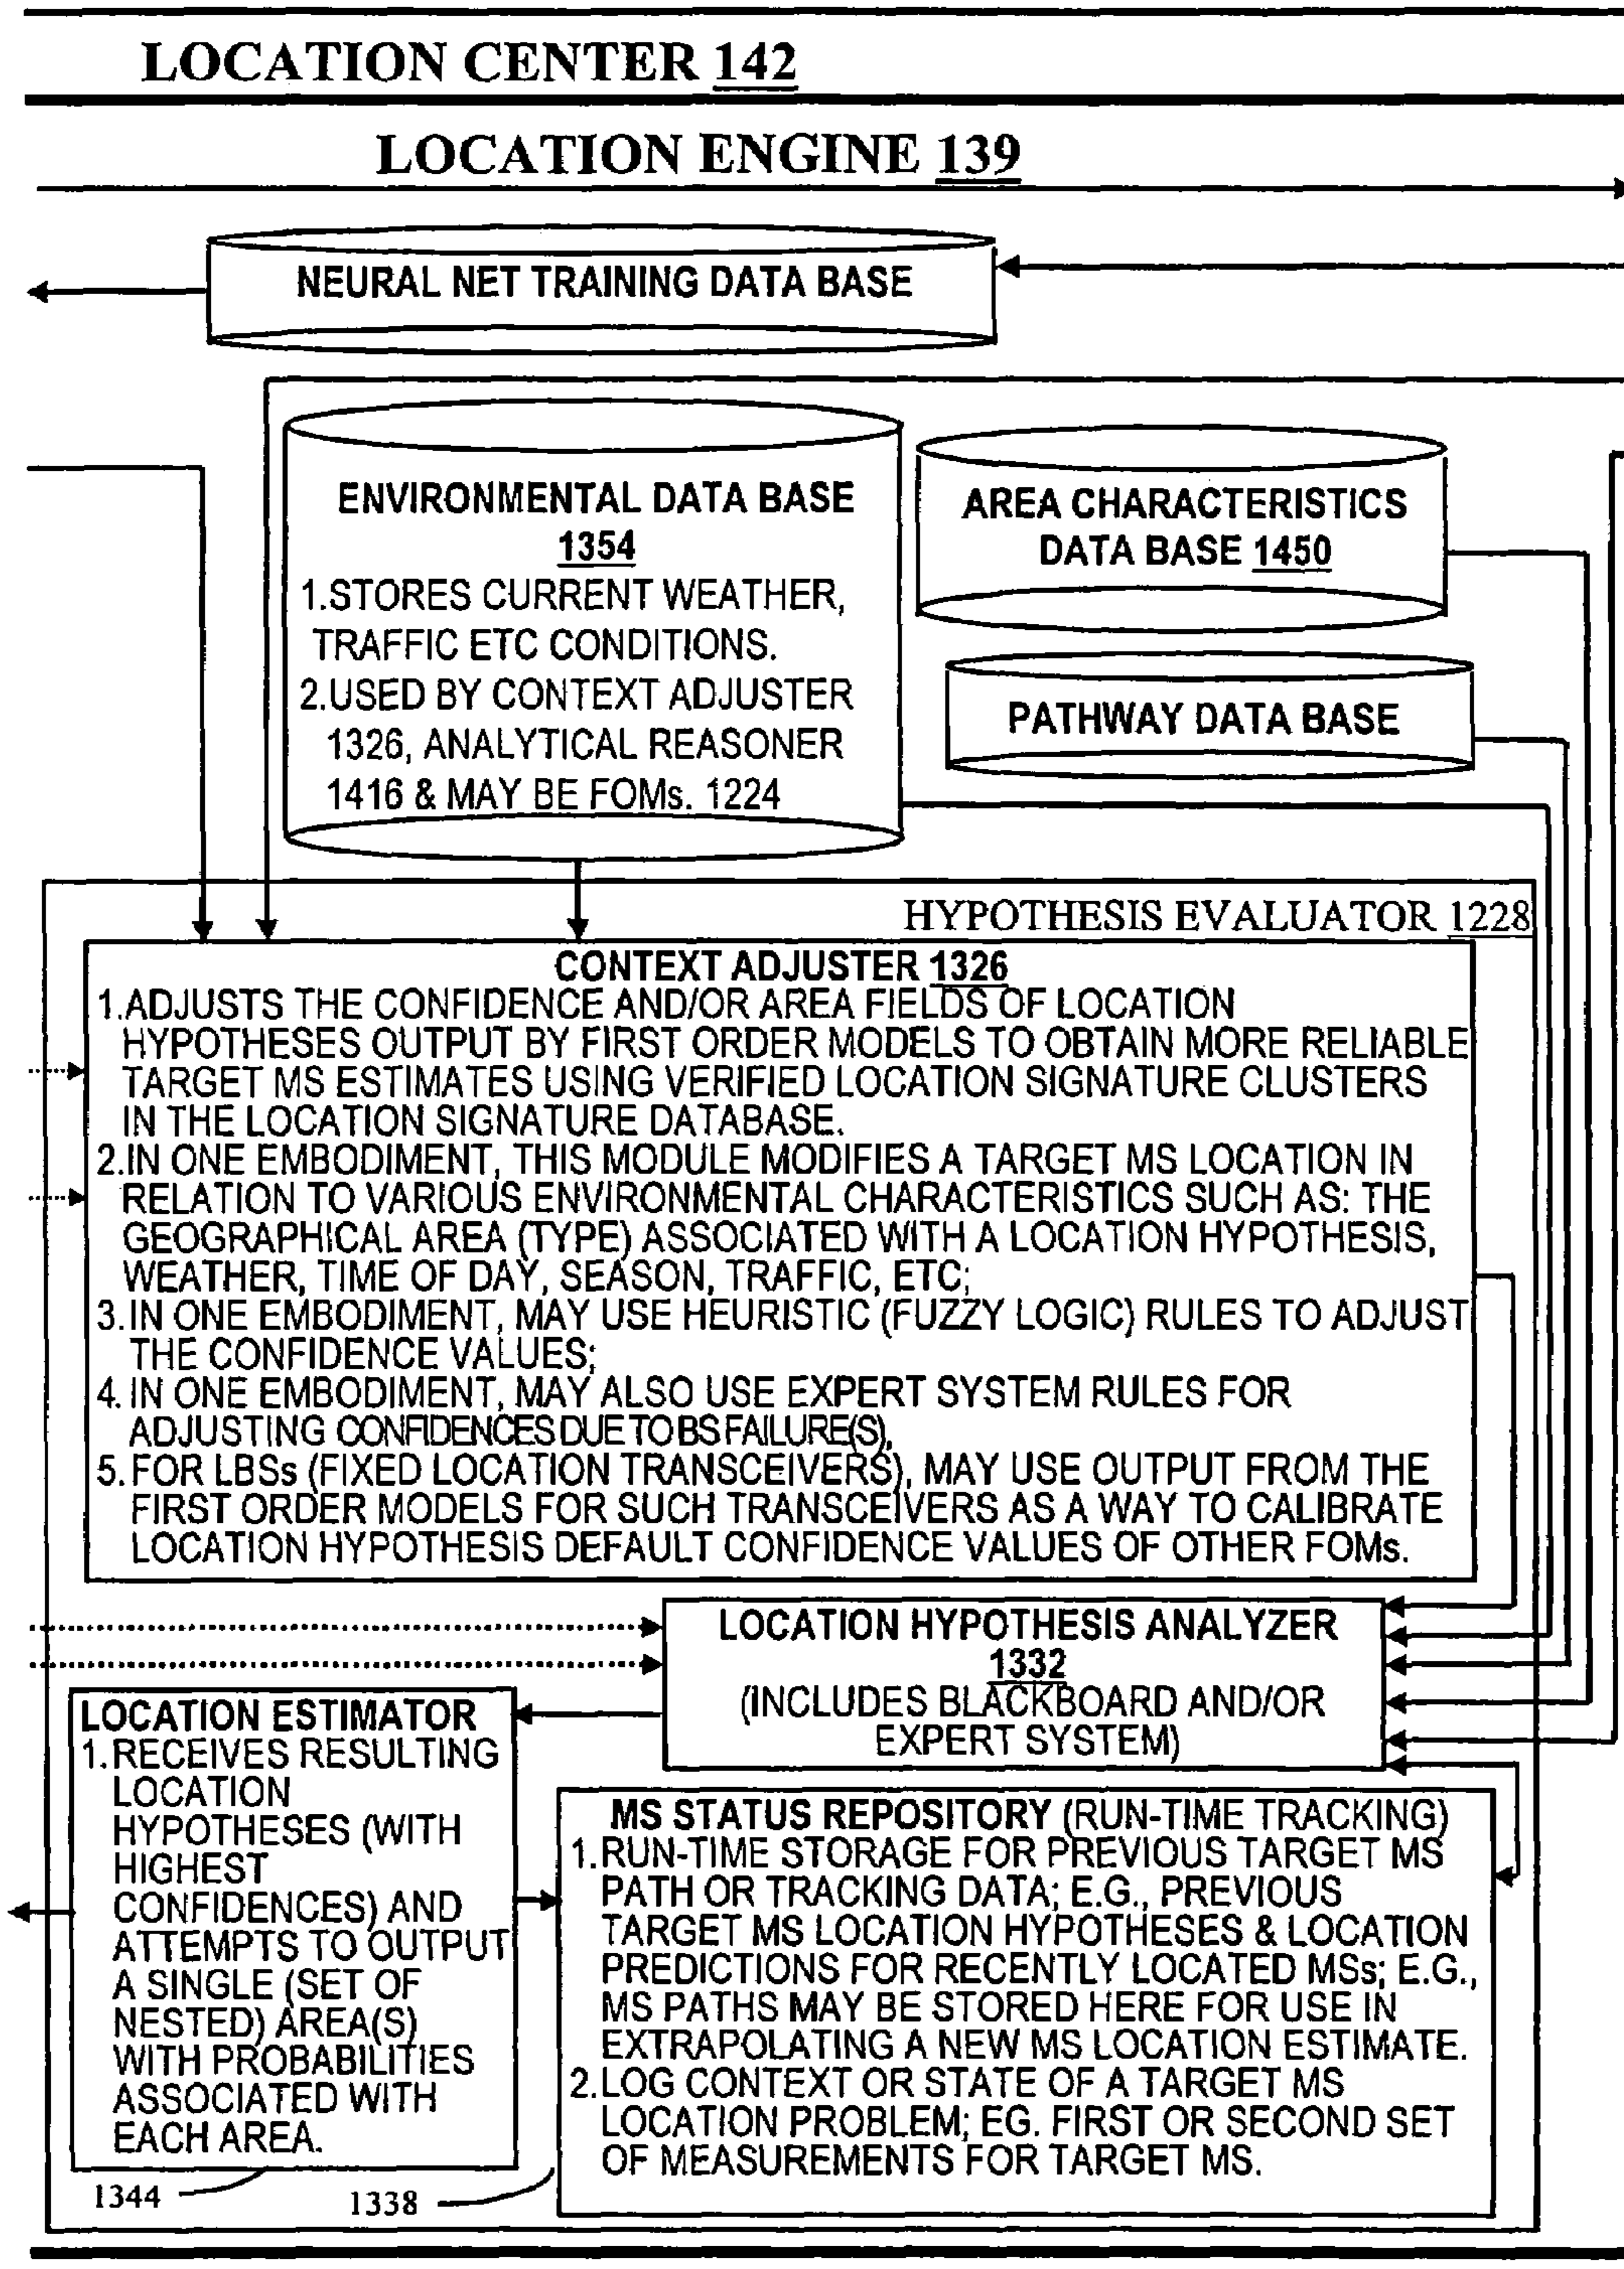 LOCATION CENTER 142
LOCATION ENGINE 139
NEURAL NET TRAINING DATA BASE
ENVIRONMENTAL DATA BASE
1354
1.STORES CURRENT WEATHER,
TRAFFIC ETC CONDITIONS.
2.USED BY CONTEXT ADJUSTER
1326, ANALYTICAL REASONER
1416 & MAY BE FOMs. 1224
AREA CHARACTERISTICS
DATA BASE 1450
PATHWAY DATA BASE
HYPOTHESIS EVALUATOR 1228
CONTEXT ADJUSTER 1326
1.ADJUSTS THE CONFIDENCE AND/OR AREA FIELDS OF LOCATION
HYPOTHESES OUTPUT BY FIRST ORDER MODELS TO OBTAIN MORE RELIABLE
TARGET MS ESTIMATES USING VERIFIED LOCATION SIGNATURE CLUSTERS
IN THE LOCATION SIGNATURE DATABASE.
2.IN ONE EMBODIMENT, THIS MODULE MODIFIES A TARGET MS LOCATION IN
RELATION TO VARIOUS ENVIRONMENTAL CHARACTERISTICS SUCH AS: THE
GEOGRAPHICAL AREA (TYPE) ASSOCIATED WITH A LOCATION HYPOTHESIS,
WEATHER, TIME OF DAY, SEASON, TRAFFIC, ETC;
3.IN ONE EMBODIMENT, MAY USE HEURISTIC (FUZZY LOGIC) RULES TO ADJUST
THE CONFIDENCE VALUES;
4.IN ONE EMBODIMENT, MAY ALSO USE EXPERT SYSTEM RULES FOR
ADJUSTING CONFIDENCES DUE TO BS FAILURE(S),
5.FOR LBSs (FIXED LOCATION TRANSCEIVERS), MAY USE OUTPUT FROM THE
FIRST ORDER MODELS FOR SUCH TRANSCEIVERS AS A WAY TO CALIBRATE
LOCATION HYPOTHESIS DEFAULT CONFIDENCE VALUES OF OTHER FOMs.
LOCATION HYPOTHESIS ANALYZER
1332
(INCLUDES BLACKBOARD AND/OR
EXPERT SYSTEM)
LOCATION ESTIMATOR
1.RECEIVES RESULTING
LOCATION
HYPOTHESES (WITH
HIGHEST
CONFIDENCES) AND
ATTEMPTS TO OUTPUT
A SINGLE (SET OF
NESTED) AREA(S)
WITH PROBABILITIES
ASSOCIATED WITH
EACH AREA.
1344
MS STATUS REPOSITORY (RUN-TIME TRACKING)
1.RUN-TIME STORAGE FOR PREVIOUS TARGET MS
PATH OR TRACKING DATA; E.G., PREVIOUS
TARGET MS LOCATION HYPOTHESES & LOCATION
PREDICTIONS FOR RECENTLY LOCATED MSs; E.G.,
MS PATHS MAY BE STORED HERE FOR USE IN
EXTRAPOLATING A NEW MS LOCATION ESTIMATE.
2.LOG CONTEXT OR STATE OF A TARGET MS
LOCATION PROBLEM; EG. FIRST OR SECOND SET
OF MEASUREMENTS FOR TARGET MS.
1338